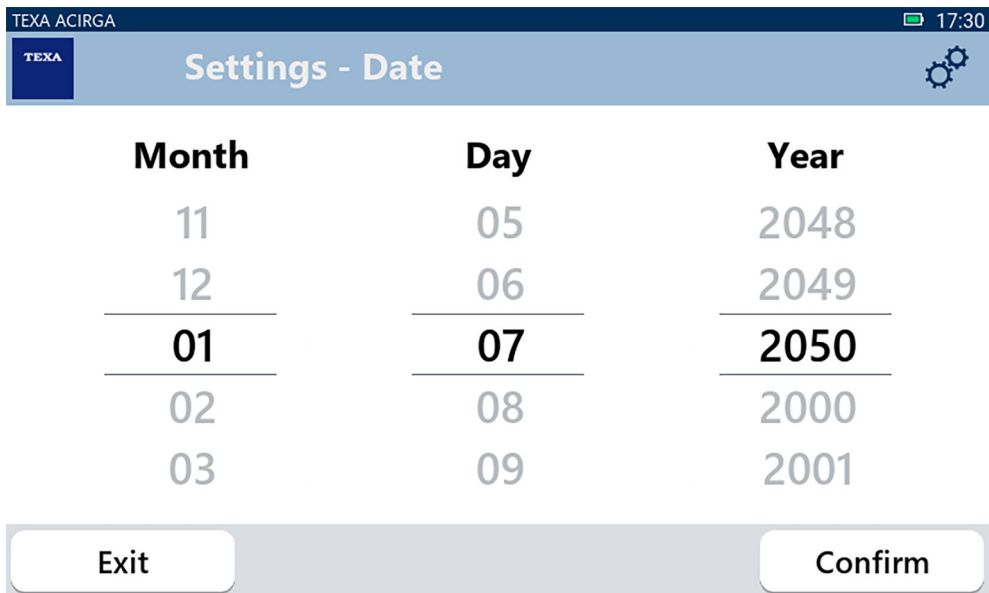 TEXA ACIRGA 17:30
TEXA Settings - Date
Month Day Year
11 05 2048
12 06 2049
01 07 2050
02 08 2000
03 09 2001
Exit Confirm